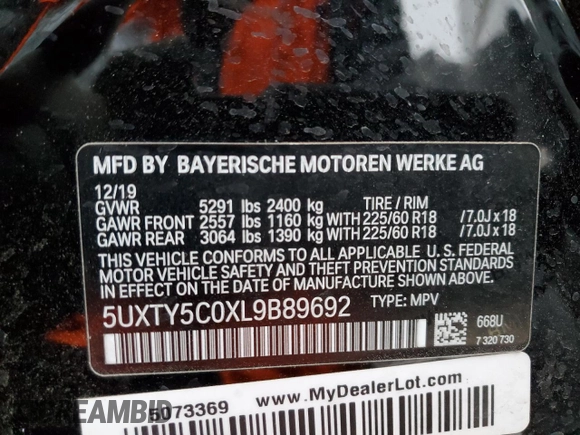 MFD BY BAYERISCHE MOTOREN WERKE AG
12/19
GVWR 5291 lbs 2400 kg TIRE / RIM
GAWR FRONT 2557 lbs 1160 kg WITH 225/60 R18 /7.0J x 18
GAWR REAR 3064 lbs 1390 kg WITH 225/60 R18 /7.0J x 18
THIS VEHICLE CONFORMS TO ALL APPLICABLE U. S. FEDERAL
MOTOR VEHICLE SAFETY AND THEFT PREVENTION STANDARDS
IN EFFECT ON THE DATE OF MANUFACTURE SHOWN ABOVE.
5UXTY5C0XL9B89692 TYPE: MPV 668U
7 320 730
www.MyDealerLot.com
5073369